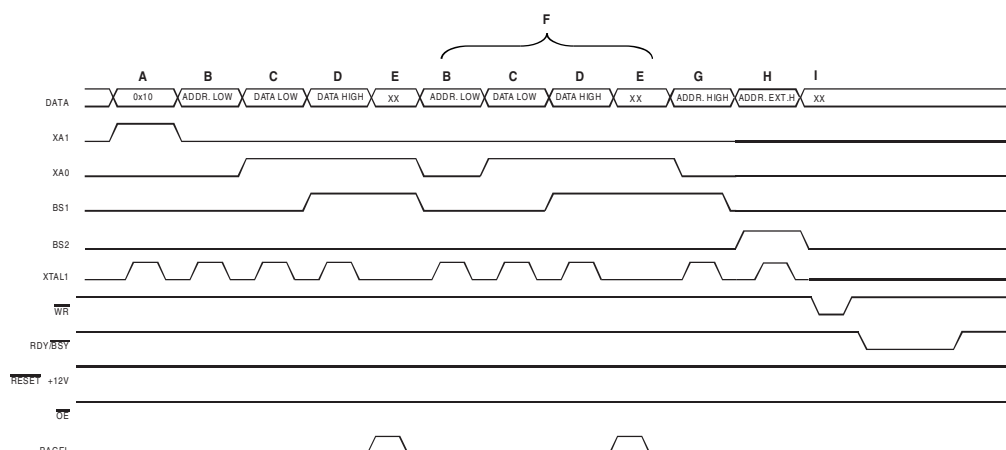 F
A B C D E B C D E G H I
DATA 0x10 ADDR. LOW DATA LOW DATA HIGH XX ADDR. LOW DATA LOW DATA HIGH XX ADDR. HIGH ADDR. EXT.H XX
XA1
XA0
BS1
BS2
XTAL1
WR
RDY/BSY
RESET +12V
OE